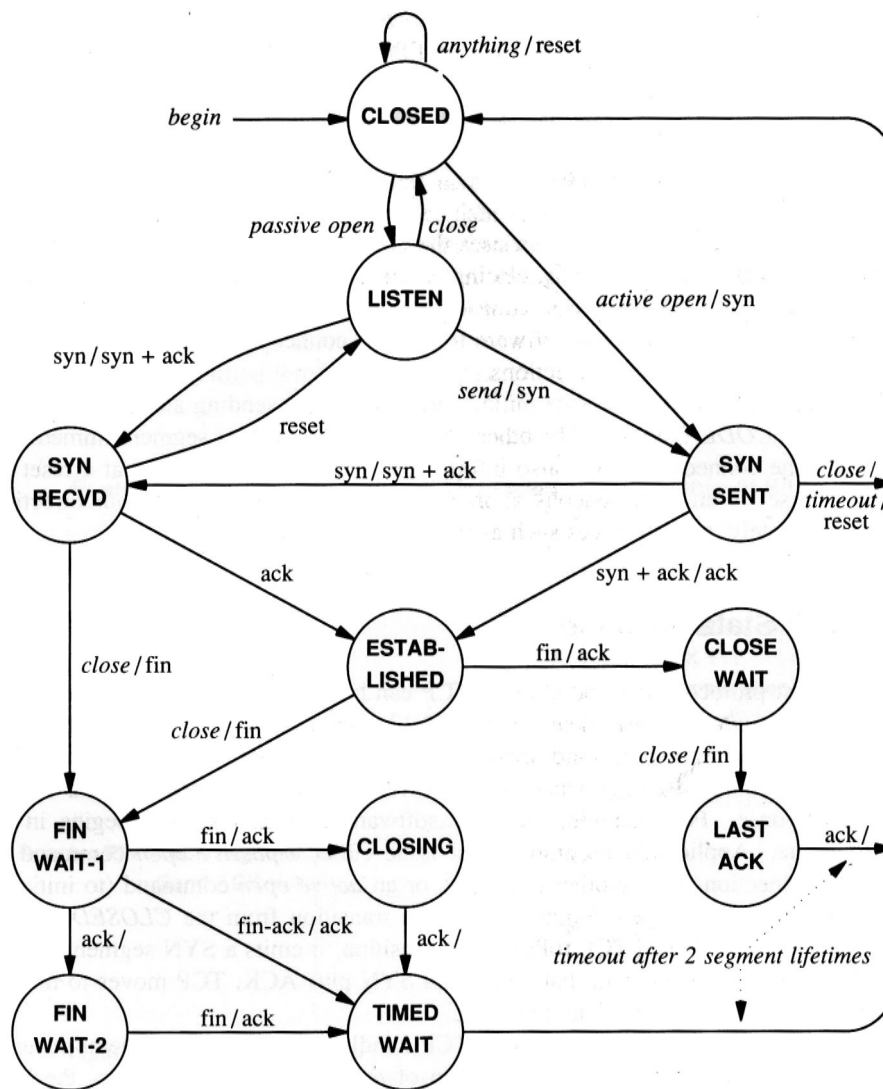 anything / reset
CLOSED
begin
passive open
close
LISTEN
active open / syn
syn / syn + ack
send / syn
reset
SYN
RECVD
syn / syn + ack
SYN
SENT
close /
timeout /
reset
ack
syn + ack / ack
ESTAB-
LISHED
fin / ack
CLOSE
WAIT
close / fin
close / fin
close / fin
FIN
WAIT-1
fin / ack
CLOSING
LAST
ACK
ack /
ack /
fin-ack / ack
ack /
timeout after 2 segment lifetimes
FIN
WAIT-2
fin / ack
TIMED
WAIT